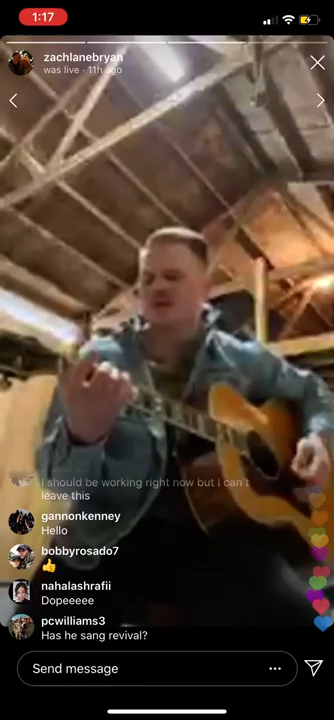 1:17
zachlanebryan
was live · 11h ago
I should be working right now but I can't
leave this
gannonkenney
Hello
bobbyrosado7
👍
nahalashrafii
Dopeeeee
pcwilliams3
Has he sang revival?
Send message